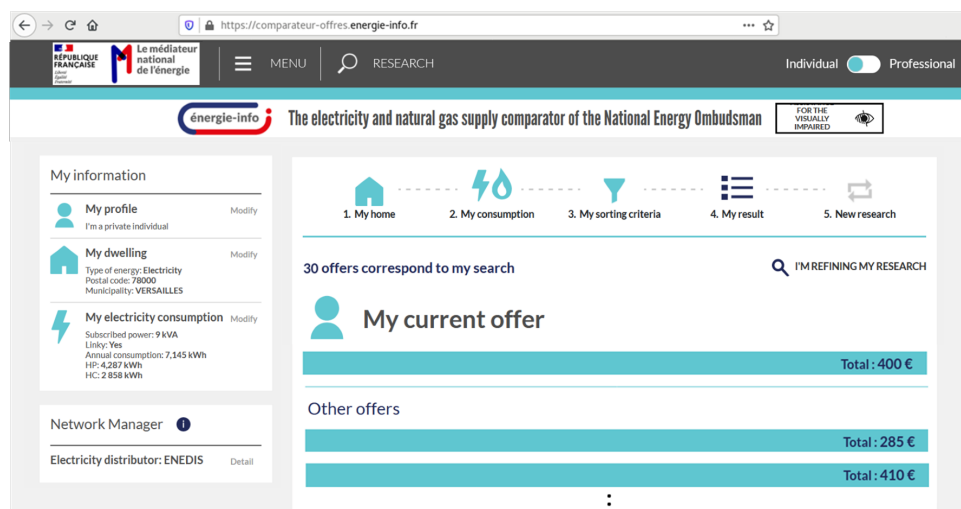 https://comparateur-offres.energie-info.fr
RÉPUBLIQUE
FRANÇAISE
Liberté
Égalité
Fraternité
Le médiateur
national
de l'énergie
MENU
RESEARCH
Individual
Professional
énergie-info
The electricity and natural gas supply comparator of the National Energy Ombudsman
FOR THE
VISUALLY
IMPAIRED
My information
My profile
Modify
I'm a private individual
My dwelling
Modify
Type of energy: Electricity
Postal code: 78000
Municipality: VERSAILLES
My electricity consumption
Modify
Subscribed power: 9 kVA
Linky: Yes
Annual consumption: 7,145 kWh
HP: 4,287 kWh
HC: 2 858 kWh
Network Manager
Electricity distributor: ENEDIS
Detail
1. My home
2. My consumption
3. My sorting criteria
4. My result
5. New research
30 offers correspond to my search
I'M REFINING MY RESEARCH
My current offer
Total : 400 €
Other offers
Total : 285 €
Total : 410 €